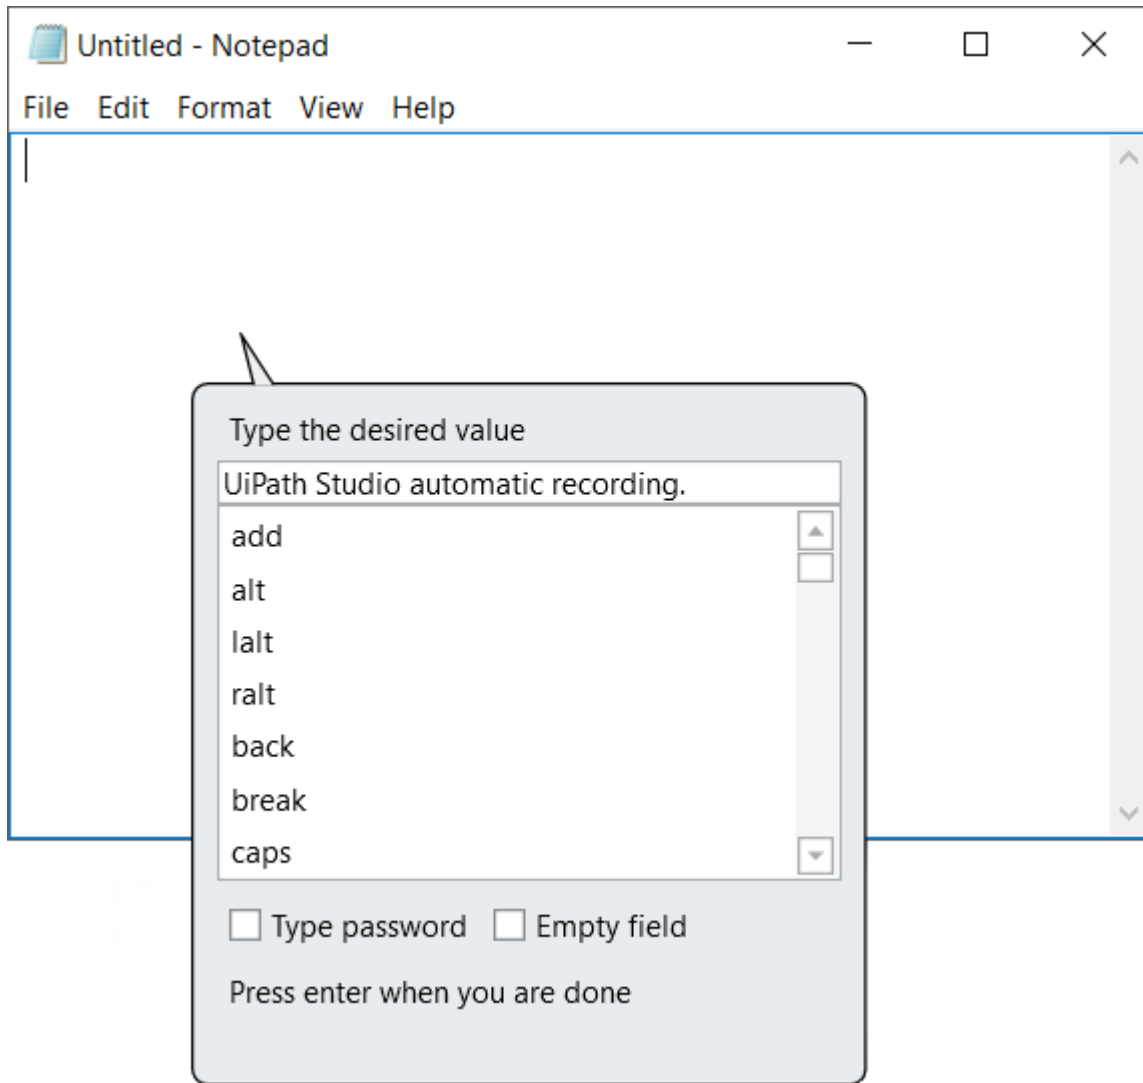 Untitled - Notepad
File Edit Format View Help
Type the desired value
UiPath Studio automatic recording.
add
alt
lalt
ralt
back
break
caps
Type password Empty field
Press enter when you are done